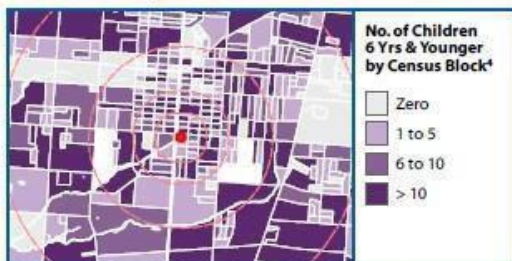 No. of Children
6 Yrs & Younger
by Census Block⁴
Zero
1 to 5
6 to 10
> 10